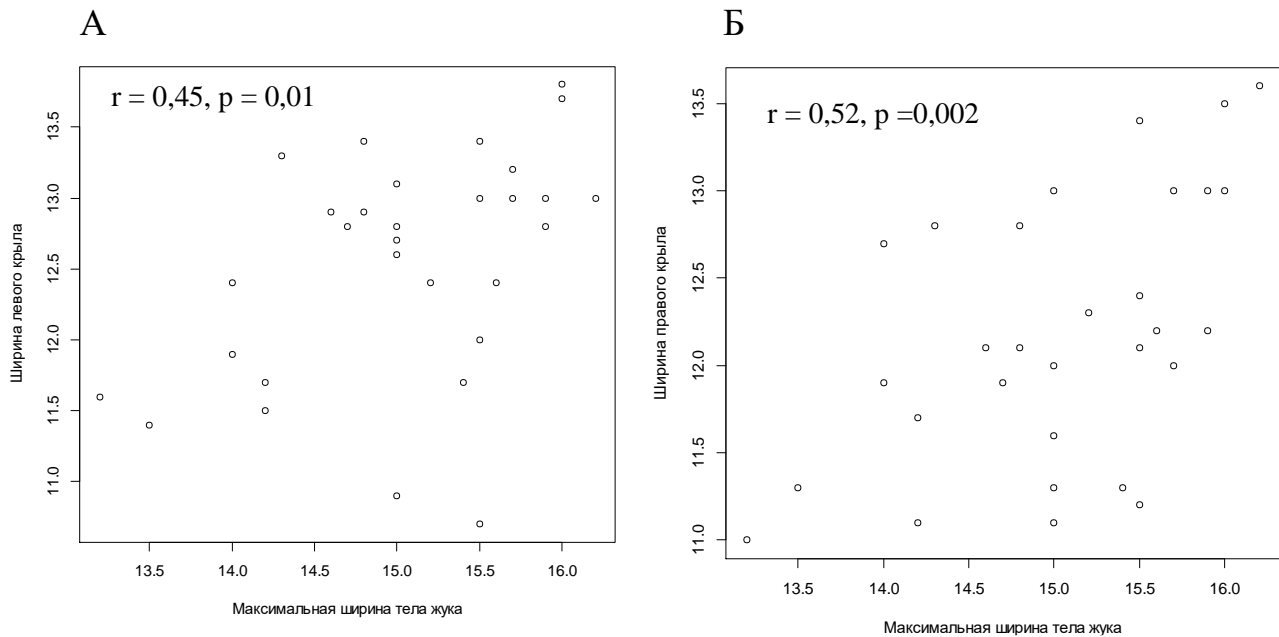 А
r = 0,45, p = 0,01
Ширина левого крыла
13.5
13.0
12.5
12.0
11.5
11.0
13.5 14.0 14.5 15.0 15.5 16.0
Максимальная ширина тела жука
Б
r = 0,52, p =0,002
Ширина правого крыла
13.5
13.0
12.5
12.0
11.5
11.0
13.5 14.0 14.5 15.0 15.5 16.0
Максимальная ширина тела жука